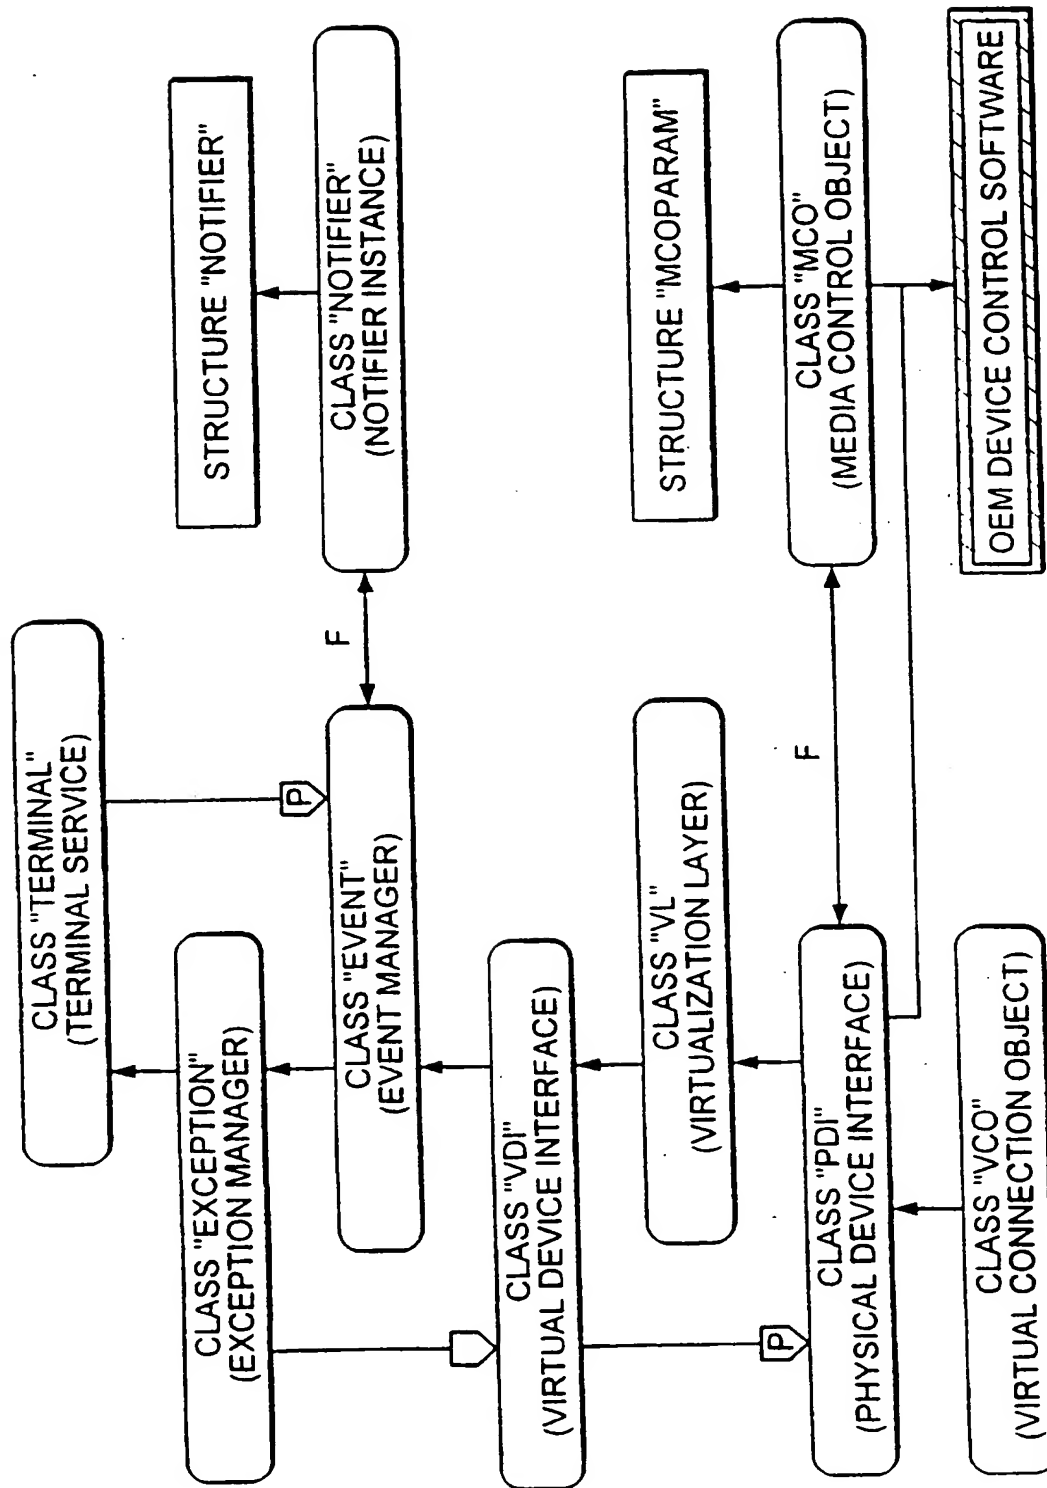 CLASS "TERMINAL"
(TERMINAL SERVICE)
CLASS "EXCEPTION"
(EXCEPTION MANAGER)
STRUCTURE "NOTIFIER"
P
CLASS "EVENT"
(EVENT MANAGER)
F
CLASS "NOTIFIER"
(NOTIFIER INSTANCE)
CLASS "VDI"
(VIRTUAL DEVICE INTERFACE)
CLASS "VL"
(VIRTUALIZATION LAYER)
STRUCTURE "MCOPARAM"
P
CLASS "PDI"
(PHYSICAL DEVICE INTERFACE)
F
CLASS "MCO"
(MEDIA CONTROL OBJECT)
CLASS "VCO"
(VIRTUAL CONNECTION OBJECT)
OEM DEVICE CONTROL SOFTWARE